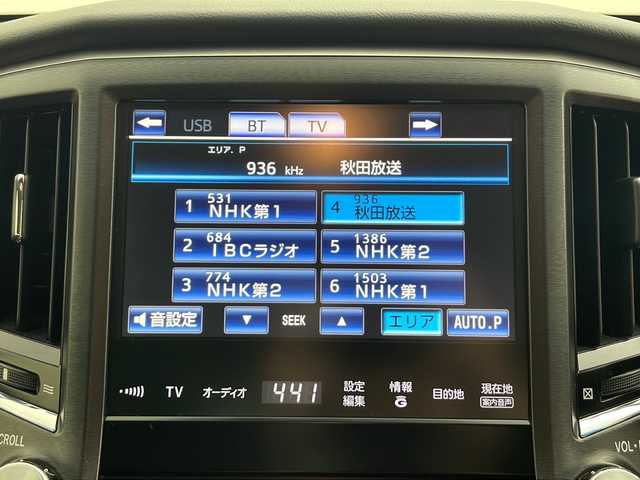 USB BT TV
エリア. P
936 kHz 秋田放送
1 531 NHK第1
4 936 秋田放送
2 684 IBCラジオ
5 1386 NHK第2
3 774 NHK第2
6 1503 NHK第1
音設定 ▼ SEEK ▲ エリア AUTO.P
TV オーディオ 4:41 設定編集 情報G 目的地 現在地 案内音声
SCROLL
VOL